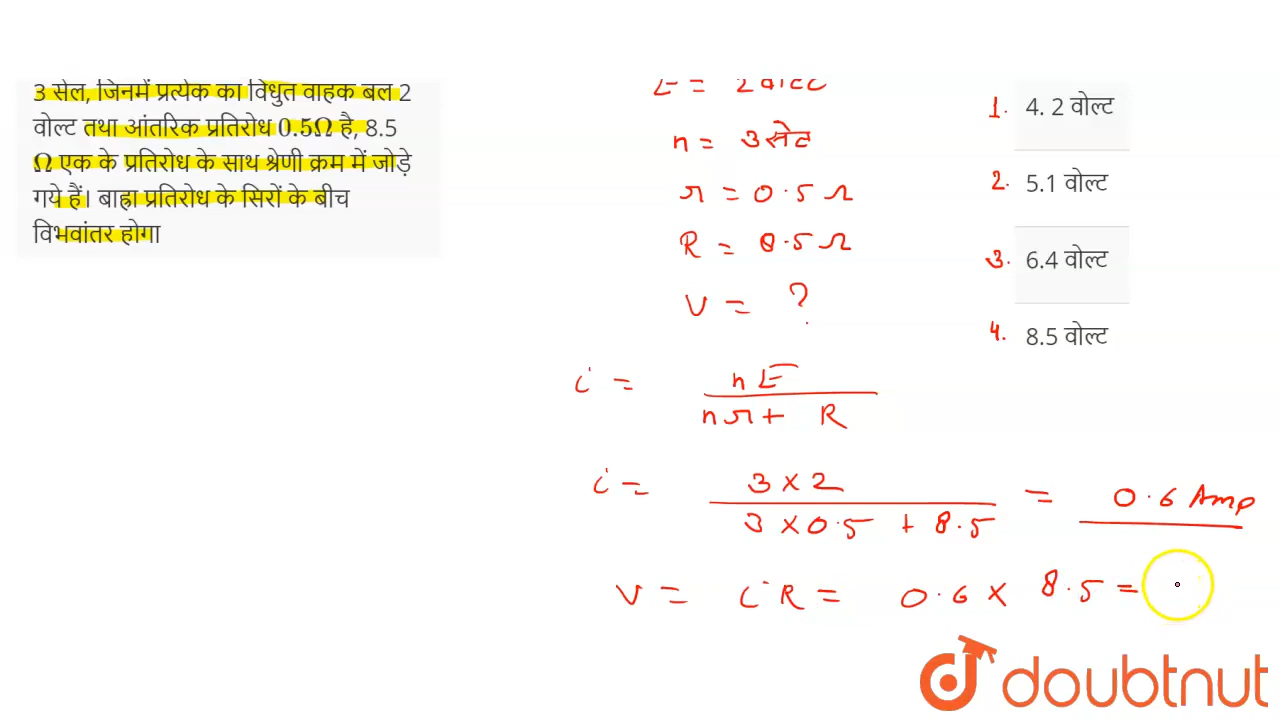 3 सेल, जिनमें प्रत्येक का विधुत वाहक बल 2
वोल्ट तथा आंतरिक प्रतिरोध 0.5Ω है, 8.5
Ω एक के प्रतिरोध के साथ श्रेणी क्रम में जोड़े
गये हैं। बाह्रा प्रतिरोध के सिरों के बीच
विभवांतर होगा
E = 2 वोल्ट
n = 3 सेल
r = 0.5 Ω
R = 8.5 Ω
V = ?
i = nE
nr + R
i = 3 × 2 = 0.6 Amp
3 × 0.5 + 8.5
V = iR = 0.6 × 8.5 =
1. 4. 2 वोल्ट
2. 5.1 वोल्ट
3. 6.4 वोल्ट
4. 8.5 वोल्ट
doubtnut